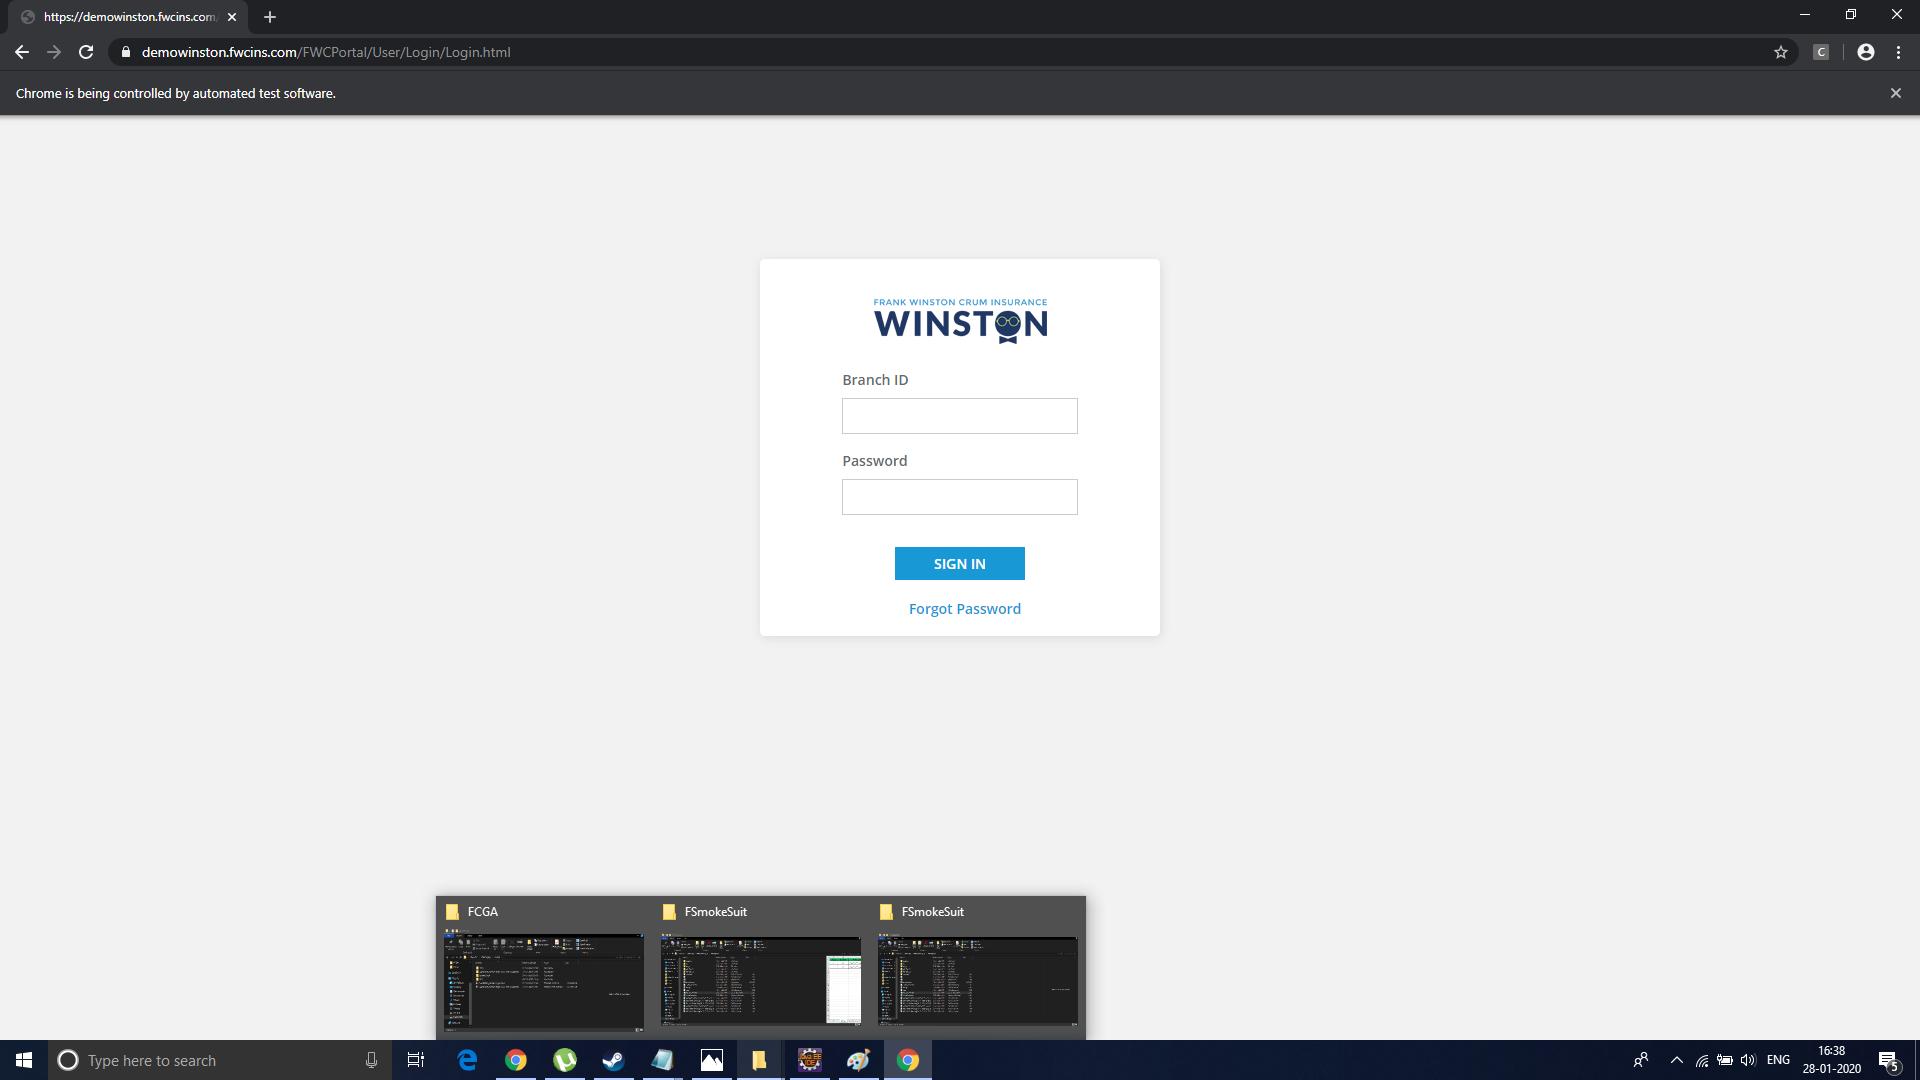 https://demowinston.fwcins.com/
demowinston.fwcins.com/FWCPortal/User/Login/Login.html
C
Chrome is being controlled by automated test software.
FRANK WINSTON CRUM INSURANCE
WINSTON
Branch ID
Password
SIGN IN
Forgot Password
FCGA
FSmokeSuit
FSmokeSuit
Type here to search
ENG
16:38
28-01-2020
5